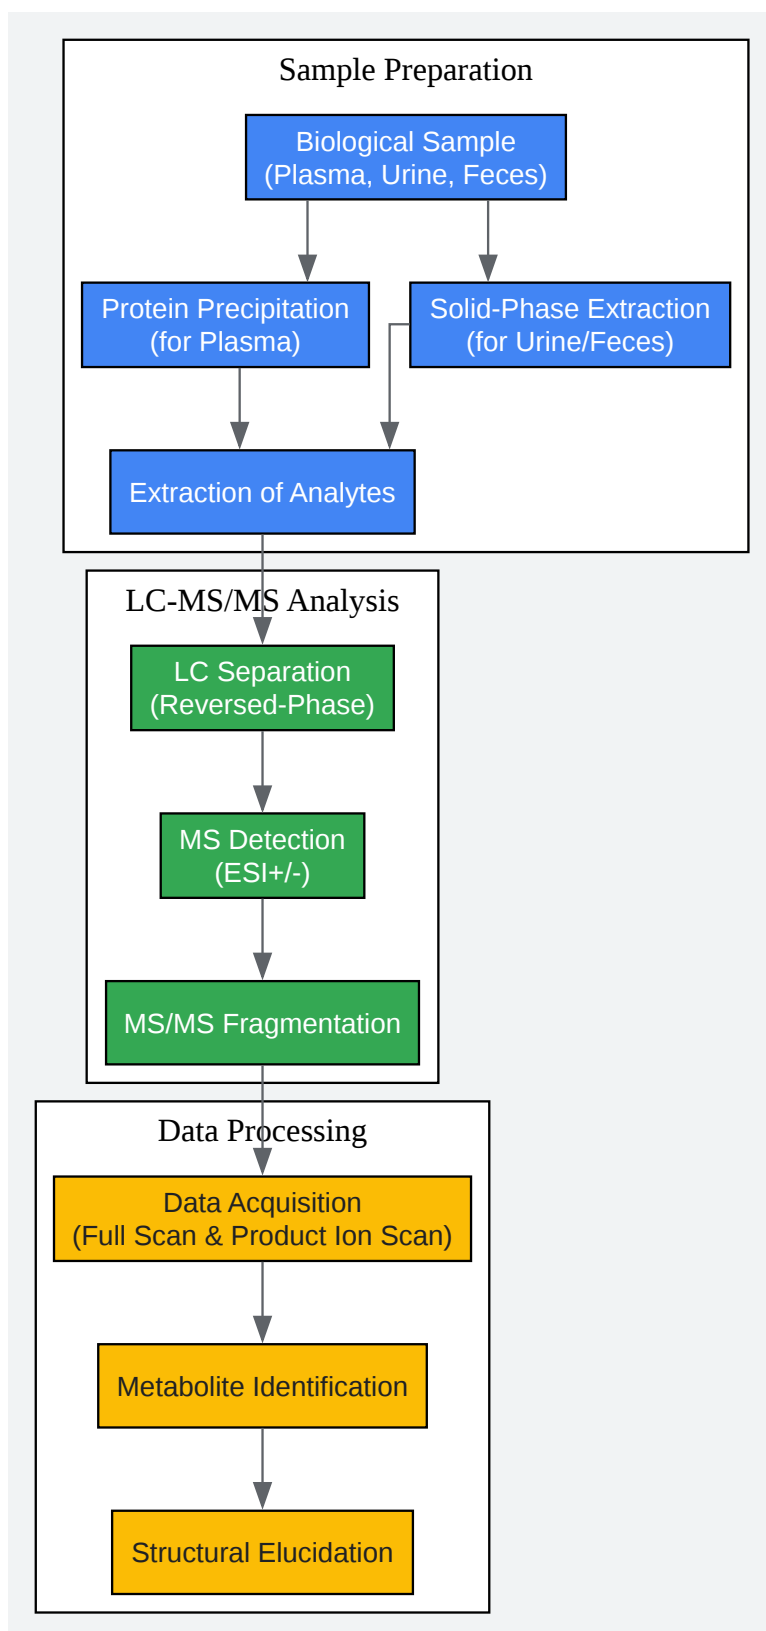 Sample Preparation
Biological Sample
(Plasma, Urine, Feces)
Protein Precipitation
(for Plasma)
Solid-Phase Extraction
(for Urine/Feces)
Extraction of Analytes
LC-MS/MS Analysis
LC Separation
(Reversed-Phase)
MS Detection
(ESI+/-)
MS/MS Fragmentation
Data Processing
Data Acquisition
(Full Scan & Product Ion Scan)
Metabolite Identification
Structural Elucidation